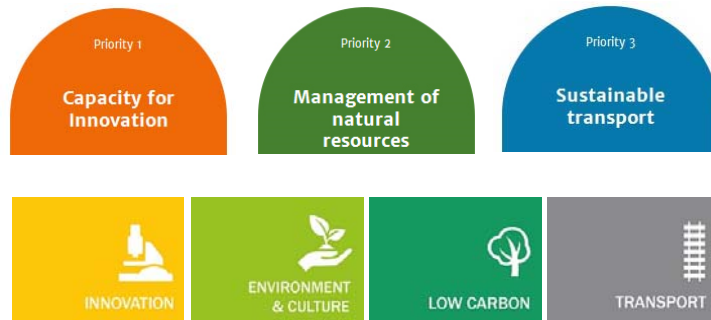 Priority 1
Capacity for
Innovation
Priority 2
Management of
natural
resources
Priority 3
Sustainable
transport
INNOVATION
ENVIRONMENT
& CULTURE
LOW CARBON
TRANSPORT